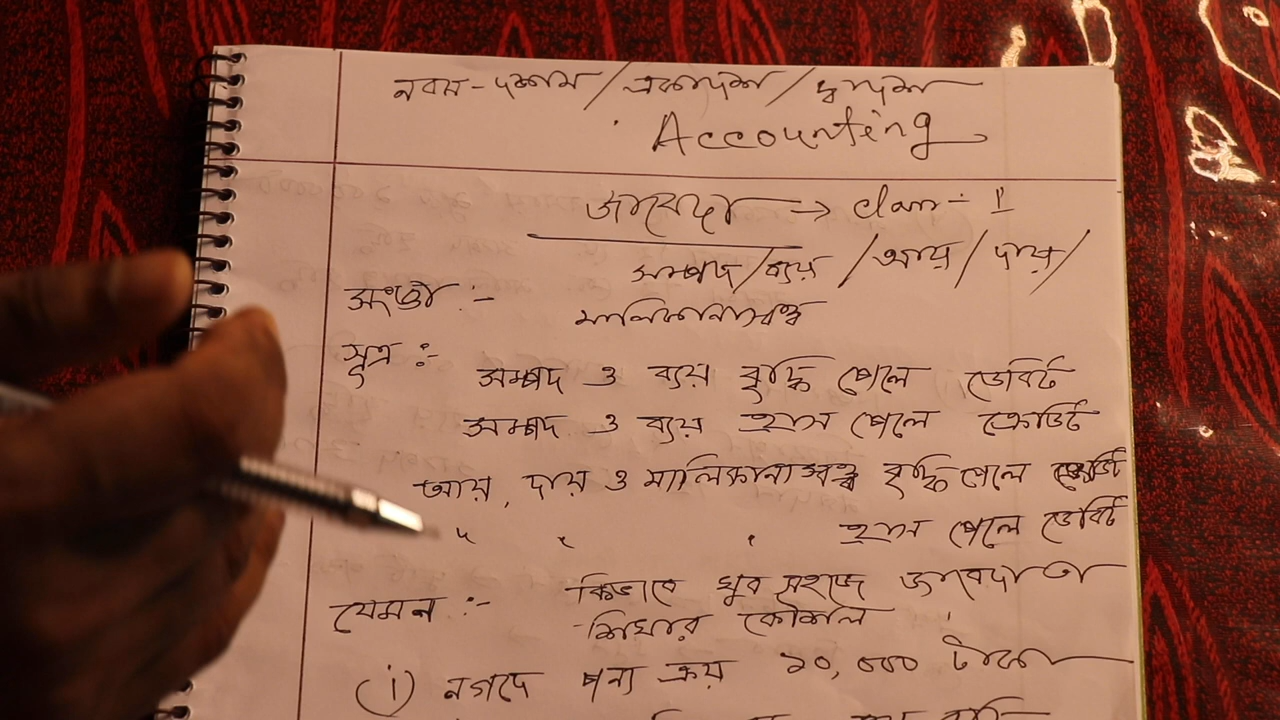 নবম-দশম / একাদশ / দ্বাদশ
Accounting
জাবেদা → class - 1
সম্পদ / ব্যয় / আয় / দায় /
সংজ্ঞা :-
মালিকানাস্বত্ব
সূত্র :-
সম্পদ ও ব্যয় বৃদ্ধি পেলে ডেবিট
সম্পদ ও ব্যয় হ্রাস পেলে ক্রেডিট
আয়, দায় ও মালিকানাস্বত্ব বৃদ্ধি পেলে ক্রেডিট
" " " হ্রাস পেলে ডেবিট
যেমন :- কিভাবে খুব সহজে জাবেদা
শিখার কৌশল
(i) নগদে পন্য ক্রয় ১০,০০০ টাকা